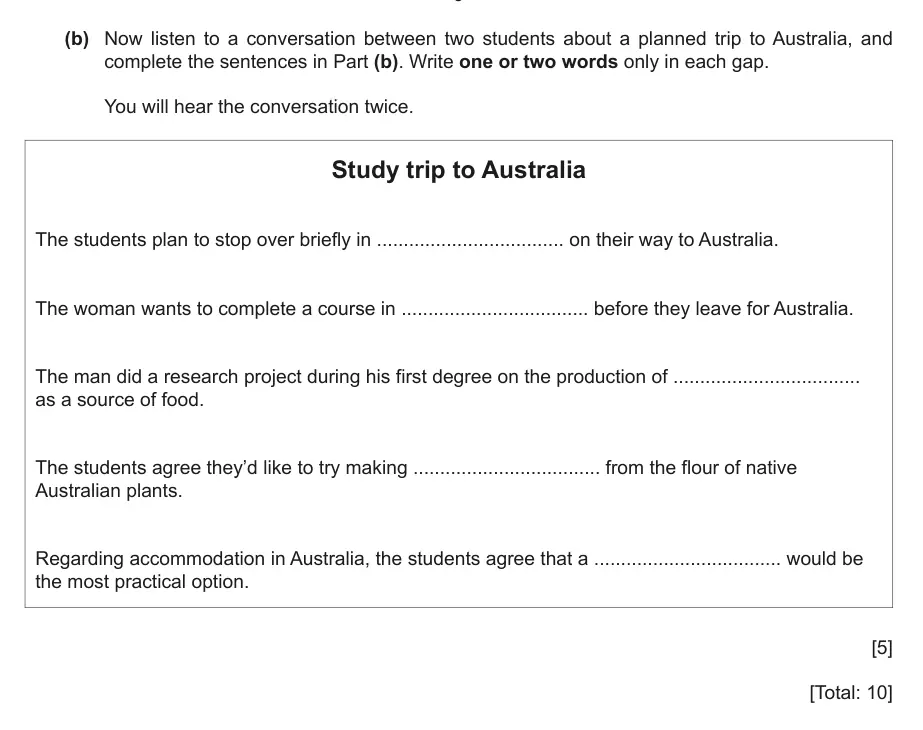 (b) Now listen to a conversation between two students about a planned trip to Australia, and
complete the sentences in Part (b). Write one or two words only in each gap.
You will hear the conversation twice.
Study trip to Australia
The students plan to stop over briefly in ................................... on their way to Australia.
The woman wants to complete a course in ................................... before they leave for Australia.
The man did a research project during his first degree on the production of ...................................
as a source of food.
The students agree they’d like to try making ................................... from the flour of native
Australian plants.
Regarding accommodation in Australia, the students agree that a ................................... would be
the most practical option.
[5]
[Total: 10]